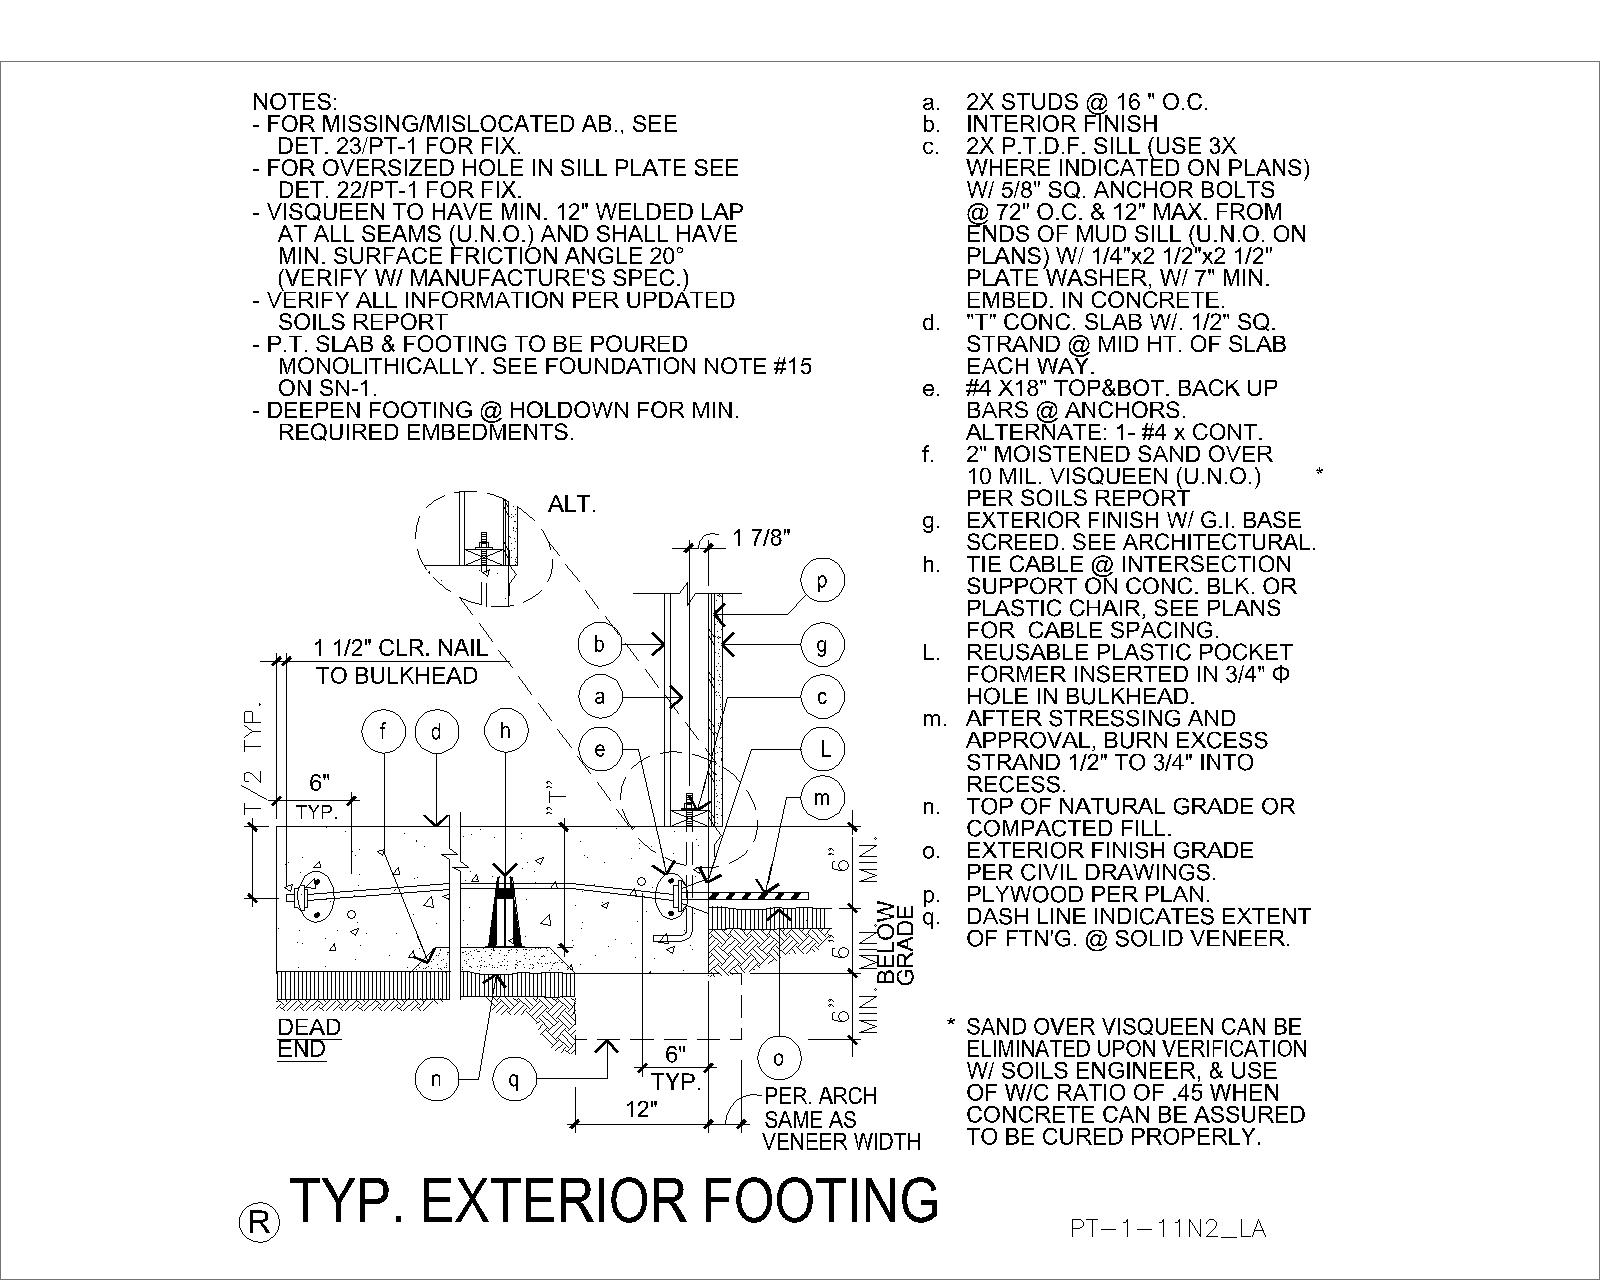 NOTES:
- FOR MISSING/MISLOCATED AB., SEE
DET. 23/PT-1 FOR FIX.
- FOR OVERSIZED HOLE IN SILL PLATE SEE
DET. 22/PT-1 FOR FIX.
- VISQUEEN TO HAVE MIN. 12" WELDED LAP
AT ALL SEAMS (U.N.O.) AND SHALL HAVE
MIN. SURFACE FRICTION ANGLE 20°
(VERIFY W/ MANUFACTURE'S SPEC.)
- VERIFY ALL INFORMATION PER UPDATED
SOILS REPORT
- P.T. SLAB & FOOTING TO BE POURED
MONOLITHICALLY. SEE FOUNDATION NOTE #15
ON SN-1.
- DEEPEN FOOTING @ HOLDOWN FOR MIN.
REQUIRED EMBEDMENTS.
a. 2X STUDS @ 16 " O.C.
b. INTERIOR FINISH
c. 2X P.T.D.F. SILL (USE 3X
WHERE INDICATED ON PLANS)
W/ 5/8" SQ. ANCHOR BOLTS
@ 72" O.C. & 12" MAX. FROM
ENDS OF MUD SILL (U.N.O. ON
PLANS) W/ 1/4"x2 1/2"x2 1/2"
PLATE WASHER, W/ 7" MIN.
EMBED. IN CONCRETE.
d. "T" CONC. SLAB W/. 1/2" SQ.
STRAND @ MID HT. OF SLAB
EACH WAY.
e. #4 X18" TOP&BOT. BACK UP
BARS @ ANCHORS.
ALTERNATE: 1- #4 x CONT.
f. 2" MOISTENED SAND OVER
10 MIL. VISQUEEN (U.N.O.) *
PER SOILS REPORT
g. EXTERIOR FINISH W/ G.I. BASE
SCREED. SEE ARCHITECTURAL.
h. TIE CABLE @ INTERSECTION
SUPPORT ON CONC. BLK. OR
PLASTIC CHAIR, SEE PLANS
FOR CABLE SPACING.
L. REUSABLE PLASTIC POCKET
FORMER INSERTED IN 3/4" Φ
HOLE IN BULKHEAD.
m. AFTER STRESSING AND
APPROVAL, BURN EXCESS
STRAND 1/2" TO 3/4" INTO
RECESS.
n. TOP OF NATURAL GRADE OR
COMPACTED FILL.
o. EXTERIOR FINISH GRADE
PER CIVIL DRAWINGS.
p. PLYWOOD PER PLAN.
q. DASH LINE INDICATES EXTENT
OF FTN'G. @ SOLID VENEER.
* SAND OVER VISQUEEN CAN BE
ELIMINATED UPON VERIFICATION
W/ SOILS ENGINEER, & USE
OF W/C RATIO OF .45 WHEN
CONCRETE CAN BE ASSURED
TO BE CURED PROPERLY.
ALT.
1 7/8"
p
b
g
1 1/2" CLR. NAIL
TO BULKHEAD
a
c
f
d
h
e
L
T/2 TYP.
6"
TYP.
"T"
m
6" MIN.
6" MIN.
BELOW
GRADE
6" MIN.
DEAD
END
n
q
6"
TYP.
o
12"
PER. ARCH
SAME AS
VENEER WIDTH
R
TYP. EXTERIOR FOOTING
PT-1-11N2_LA